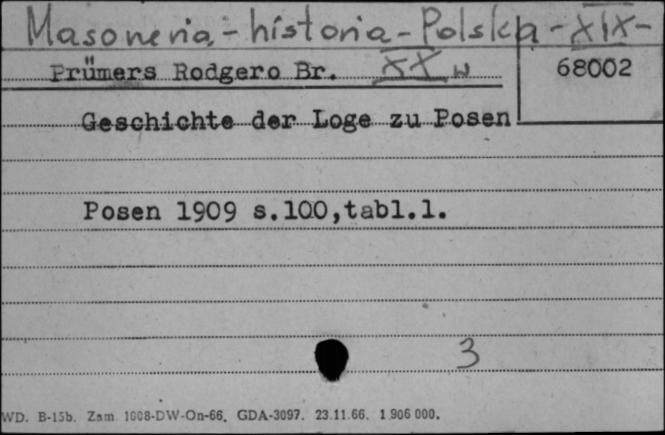 Masoneria - historia - Polska - XIX -
Prümers Rodgero Br. XX w
68002
Geschichte der Loge zu Posen
Posen 1909 s.100,tabl.1.
3
WD. B-15b. Zam. 1008-DW-On-66. GDA-3097. 23.11.66. 1 906 000.